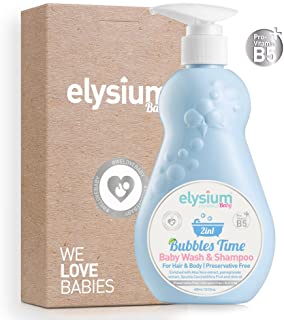 elysium
Baby
WE
LOVE
BABIES
Pro-
Vitamin
B5
elysium
Baby
2in1
Bubbles Time
Baby Wash & Shampoo
For Hair & Body | Preservative Free